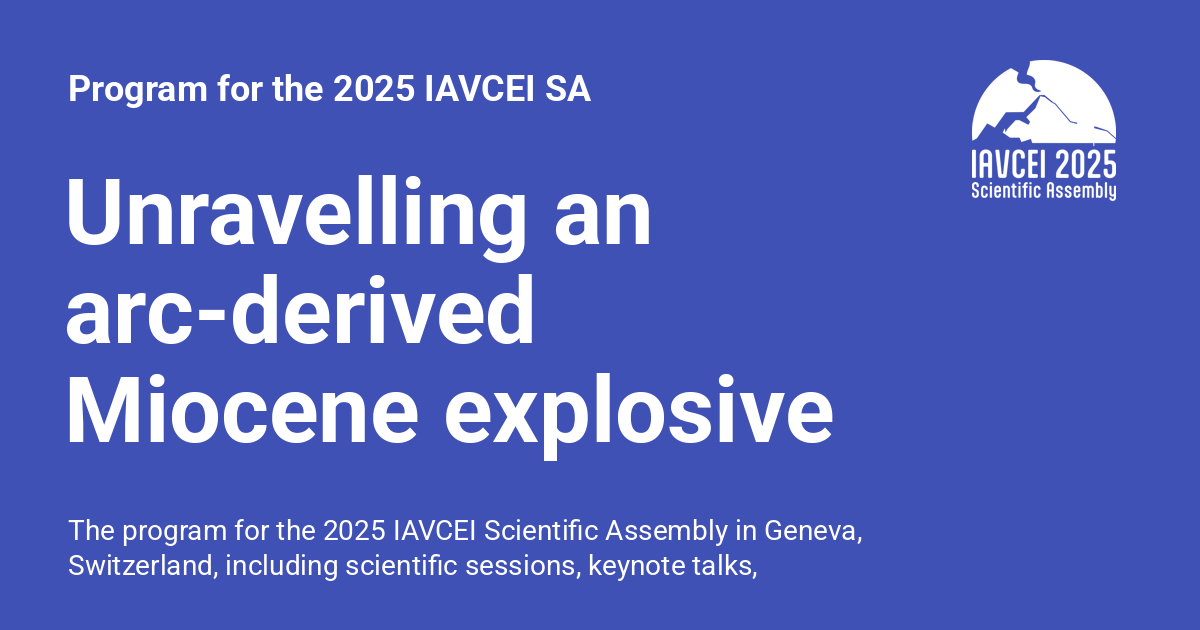 Program for the 2025 IAVCEI SA
IAVCEI 2025
Scientific Assembly
Unravelling an
arc-derived
Miocene explosive
The program for the 2025 IAVCEI Scientific Assembly in Geneva,
Switzerland, including scientific sessions, keynote talks,